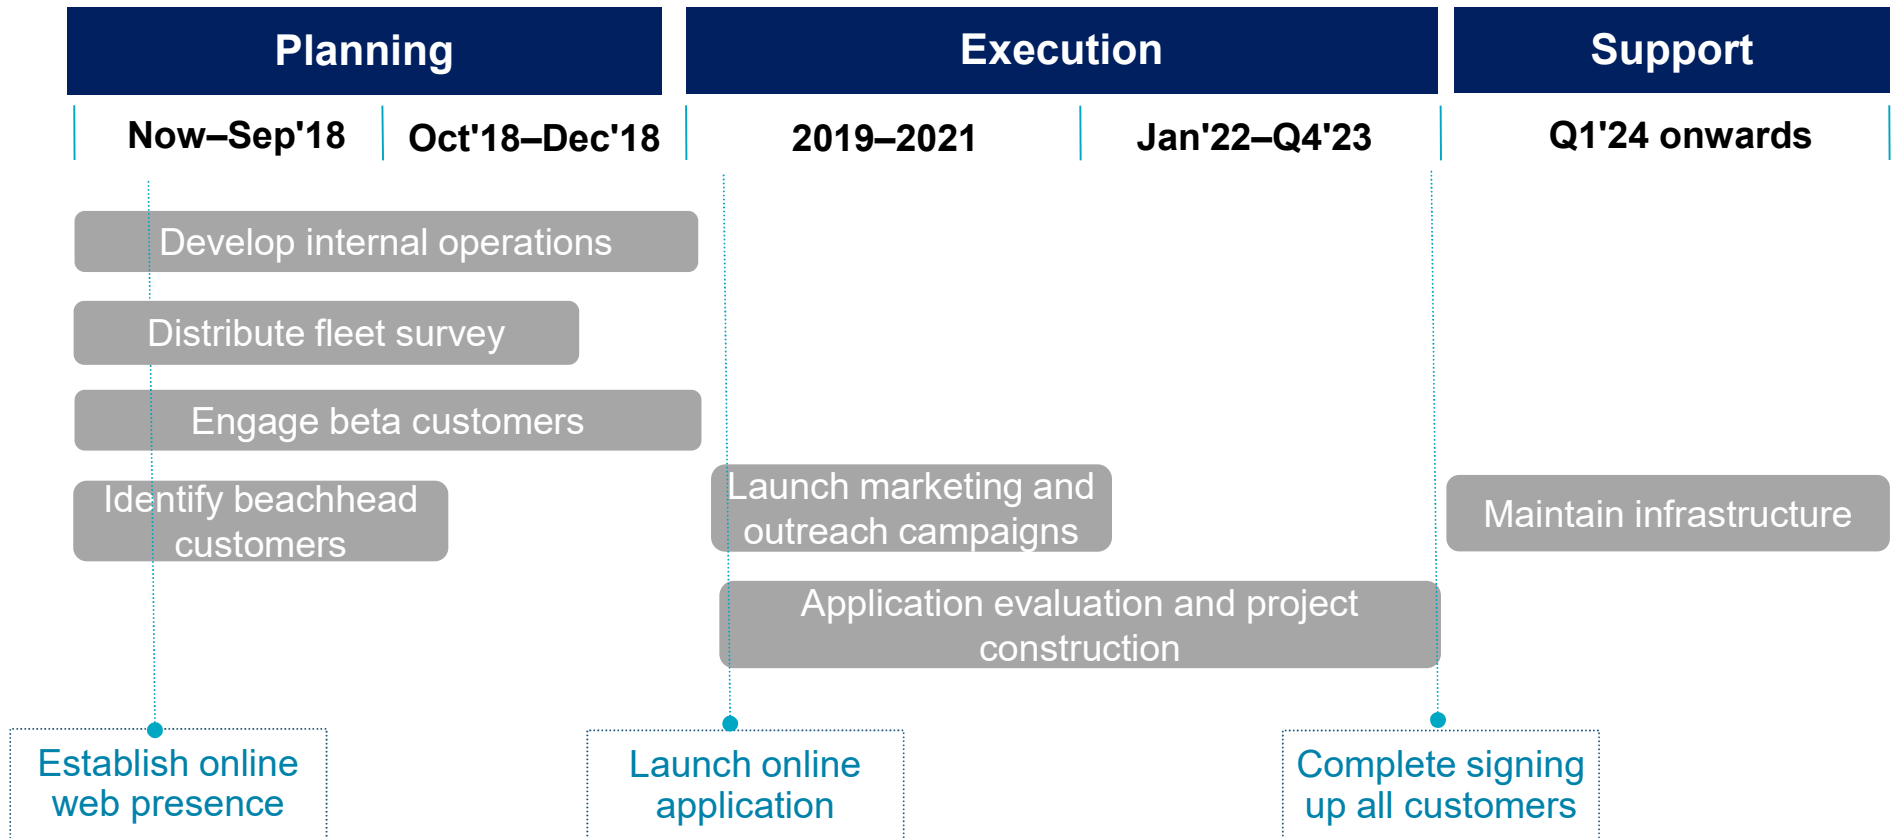 Planning
Execution
Support
Now–Sep'18
Oct'18–Dec'18
2019–2021
Jan'22–Q4'23
Q1'24 onwards
Develop internal operations
Distribute fleet survey
Engage beta customers
Identify beachhead
customers
Launch marketing and
outreach campaigns
Maintain infrastructure
Application evaluation and project
construction
Establish online
web presence
Launch online
application
Complete signing
up all customers